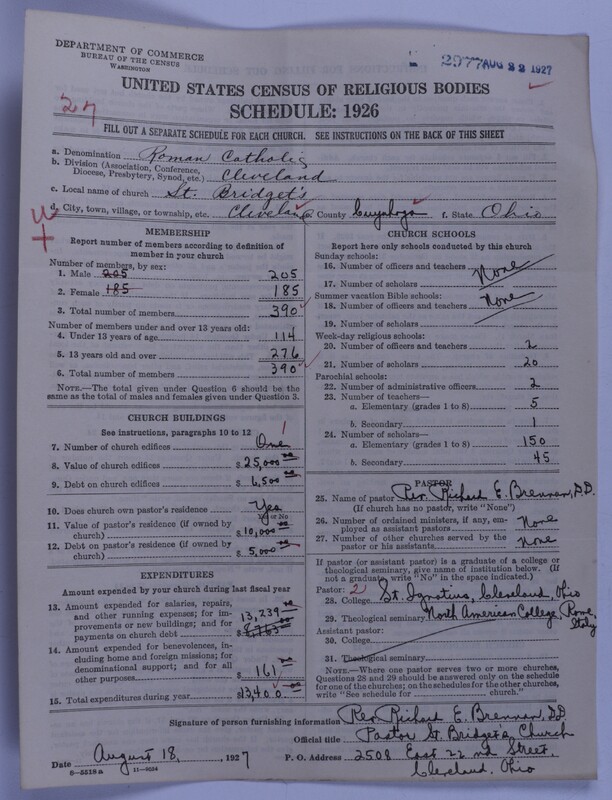 DEPARTMENT OF COMMERCE
BUREAU OF THE CENSUS
WASHINGTON
2977 AUG 22 1927
UNITED STATES CENSUS OF RELIGIOUS BODIES
SCHEDULE: 1926
27
FILL OUT A SEPARATE SCHEDULE FOR EACH CHURCH. SEE INSTRUCTIONS ON THE BACK OF THIS SHEET
a. Denomination Roman Catholic
b. Division (Association, Conference,
Diocese, Presbytery, Synod, etc.) Cleveland
c. Local name of church St. Bridget's
d. City, town, village, or township, etc. Cleveland e. County Cuyahoga f. State Ohio
MEMBERSHIP
Report number of members according to definition of
member in your church
Number of members, by sex:
1. Male 205 205
2. Female 185 185
3. Total number of members 390
Number of members under and over 13 years old:
4. Under 13 years of age 114
5. 13 years old and over 276
6. Total number of members 390
NOTE.—The total given under Question 6 should be the
same as the total of males and females given under Question 3.
CHURCH BUILDINGS
See instructions, paragraphs 10 to 12
7. Number of church edifices One 1
8. Value of church edifices $25,000 00
9. Debt on church edifices $6,500 00
10. Does church own pastor's residence Yes
Yes or No
11. Value of pastor's residence (if owned by
church) $10,000 00
12. Debt on pastor's residence (if owned by
church) $5,000 00
EXPENDITURES
Amount expended by your church during last fiscal year
13. Amount expended for salaries, repairs,
and other running expenses; for im-
provements or new buildings; and for
payments on church debt 13,239 00
$
14. Amount expended for benevolences, in-
cluding home and foreign missions; for
denominational support; and for all
other purposes $161
15. Total expenditures during year $13,400 00
CHURCH SCHOOLS
Report here only schools conducted by this church
Sunday schools:
16. Number of officers and teachers None
17. Number of scholars
Summer vacation Bible schools:
18. Number of officers and teachers None
19. Number of scholars
Week-day religious schools:
20. Number of officers and teachers 2
21. Number of scholars 20
Parochial schools:
22. Number of administrative officers 2
23. Number of teachers—
a. Elementary (grades 1 to 8) 5
b. Secondary 1
24. Number of scholars—
a. Elementary (grades 1 to 8) 150
b. Secondary 45
PASTOR
25. Name of pastor Rev. Richard E. Brennan, D.D.
(If church has no pastor, write "None")
26. Number of ordained ministers, if any, em-
ployed as assistant pastors None
27. Number of other churches served by the
pastor or his assistants None
If pastor (or assistant pastor) is a graduate of a college or
theological seminary, give name of institution below. (If
not a graduate, write "No" in the space indicated.)
Pastor: 2
28. College St. Ignatius, Cleveland, Ohio
29. Theological seminary North American College, Rome,
Italy
Assistant pastor:
30. College
31. Theological seminary
NOTE.—Where one pastor serves two or more churches,
Questions 28 and 29 should be answered only on the schedule
for one of the churches; on the schedules for the other churches,
write "See schedule for church."
Signature of person furnishing information Rev. Richard E. Brennan, DD
Official title Pastor St. Bridget's Church
Date August 18, 1927 P. O. Address 2508 East 22nd Street,
8—5518a 11—9034 Cleveland, Ohio